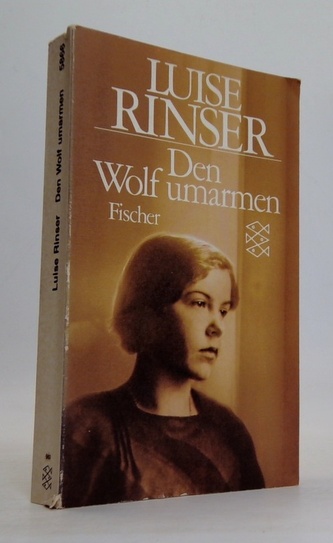 LUISE
RINSER
Den
Wolf umarmen
Fischer
Luise Rinser Den Wolf umarmen 5866